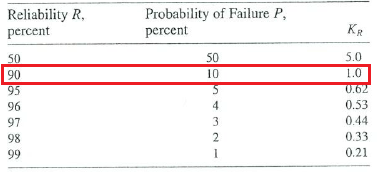 Reliability R, Probability of Failure P,
percent percent K_R
50 50 5.0
90 10 1.0
95 5 0.62
96 4 0.53
97 3 0.44
98 2 0.33
99 1 0.21